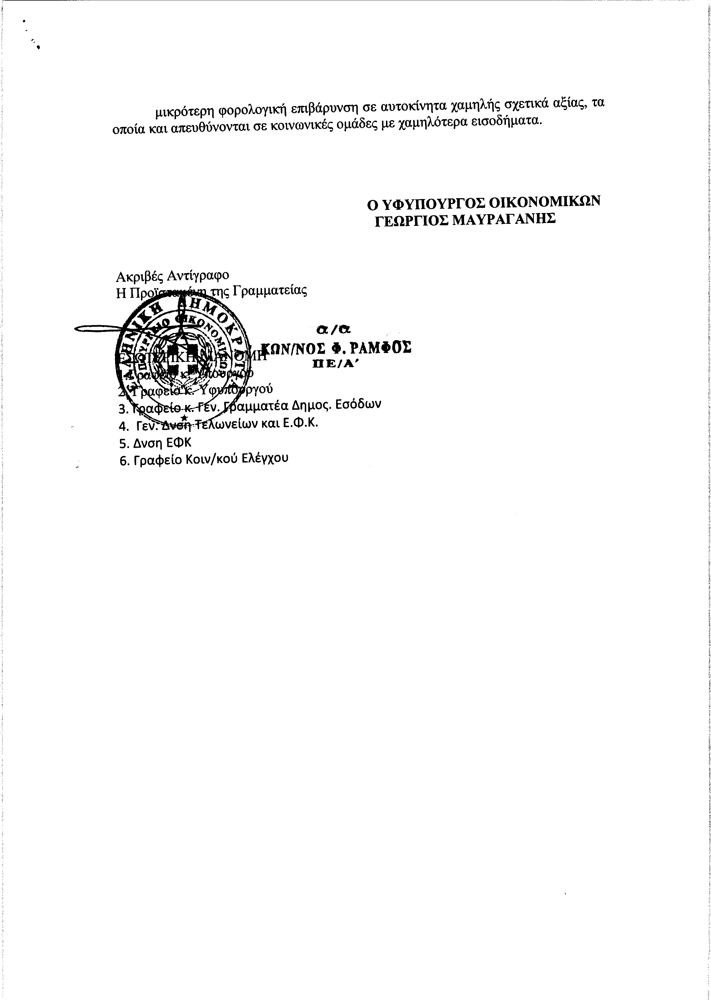 μικρότερη φορολογική επιβάρυνση σε αυτοκίνητα χαμηλής σχετικά αξίας, τα
οποία και απευθύνονται σε κοινωνικές ομάδες με χαμηλότερα εισοδήματα.
Ο ΥΦΥΠΟΥΡΓΟΣ ΟΙΚΟΝΟΜΙΚΩΝ
ΓΕΩΡΓΙΟΣ ΜΑΥΡΑΓΑΝΗΣ
Ακριβές Αντίγραφο
Η Προϊσταμένη της Γραμματείας
ΕΛΛΗΝΙΚΗ ΔΗΜΟΚΡΑΤΙΑ
ΥΠΟΥΡΓΕΙΟ ΟΙΚΟΝΟΜΙΚΩΝ
α/α
ΚΩΝ/ΝΟΣ Φ. ΡΑΜΦΟΣ
ΠΕ/Α΄
ΕΣΩΤΕΡΙΚΗ ΔΙΑΝΟΜΗ
1. Γραφείο κ. Υπουργού
2. Γραφείο κ. Υφυπουργού
3. Γραφείο κ. Γεν. Γραμματέα Δημος. Εσόδων
4. Γεν. Δνση Τελωνείων και Ε.Φ.Κ.
5. Δνση ΕΦΚ
6. Γραφείο Κοιν/κού Ελέγχου